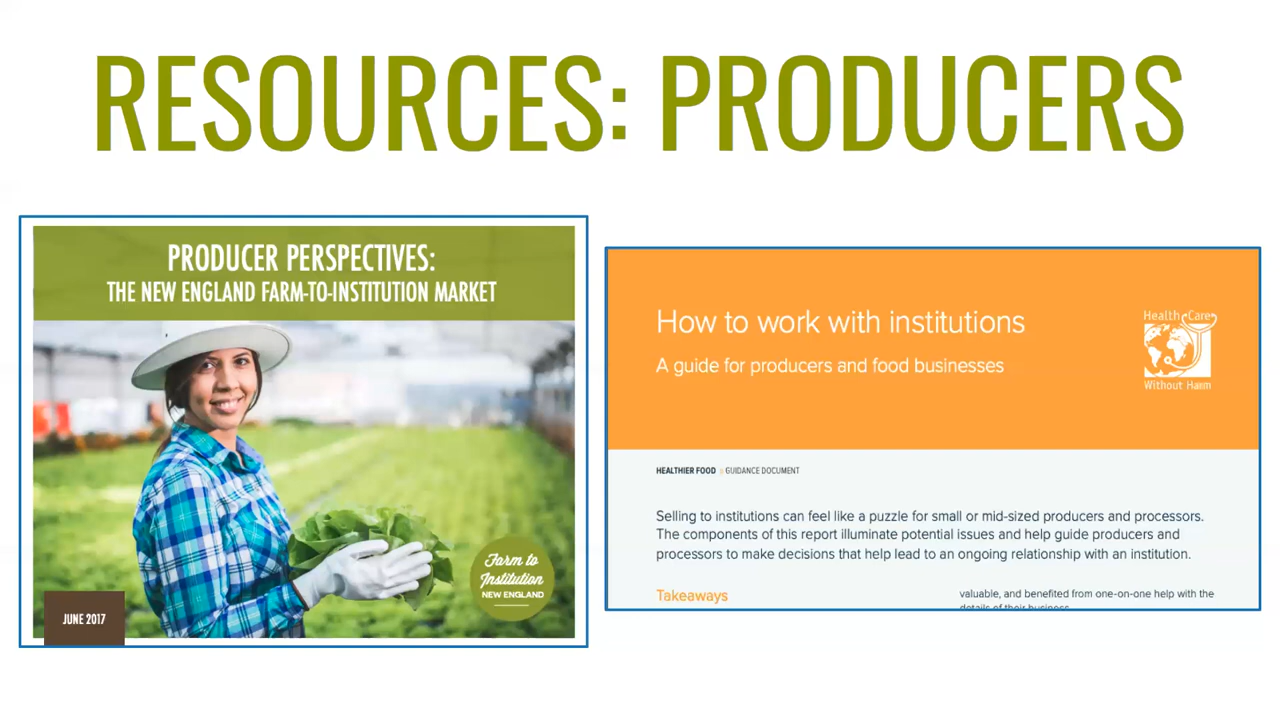 RESOURCES: PRODUCERS
PRODUCER PERSPECTIVES:
THE NEW ENGLAND FARM-TO-INSTITUTION MARKET
Farm to
Institution
NEW ENGLAND
JUNE 2017
How to work with institutions
A guide for producers and food businesses
Health Care
Without Harm
HEALTHIER FOOD | GUIDANCE DOCUMENT
Selling to institutions can feel like a puzzle for small or mid-sized producers and processors.
The components of this report illuminate potential issues and help guide producers and
processors to make decisions that help lead to an ongoing relationship with an institution.
Takeaways
valuable, and benefited from one-on-one help with the
details of their business